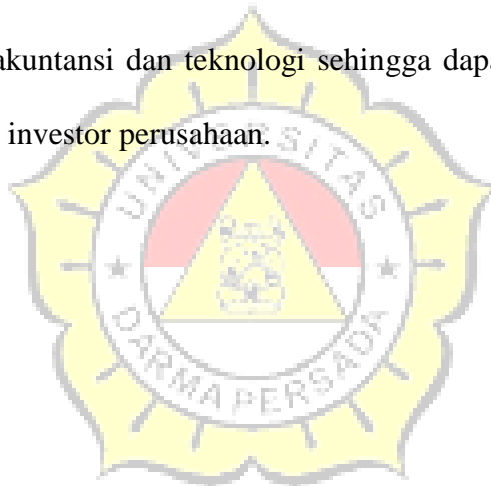 akuntansi dan teknologi sehingga dapa
investor perusahaan.
UNIVERSITAS
DARMA PERSADA